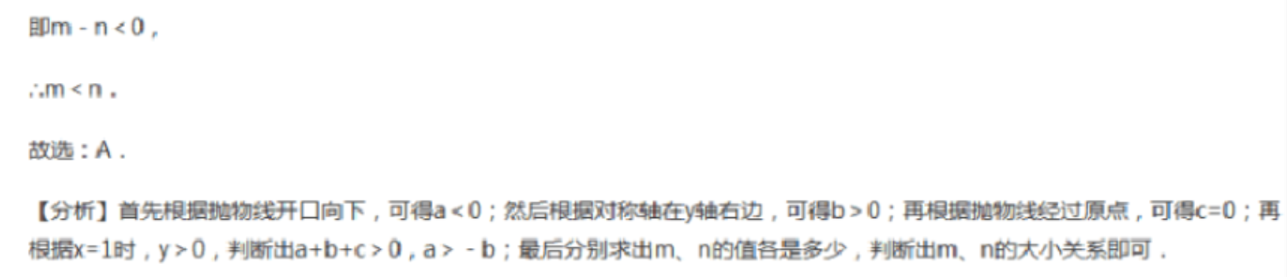 即m - n < 0，
∴m < n．
故选：A．
【分析】首先根据抛物线开口向下，可得a < 0；然后根据对称轴在y轴右边，可得b > 0；再根据抛物线经过原点，可得c=0；再
根据x=1时，y > 0，判断出a+b+c > 0，a > - b；最后分别求出m、n的值各是多少，判断出m、n的大小关系即可．